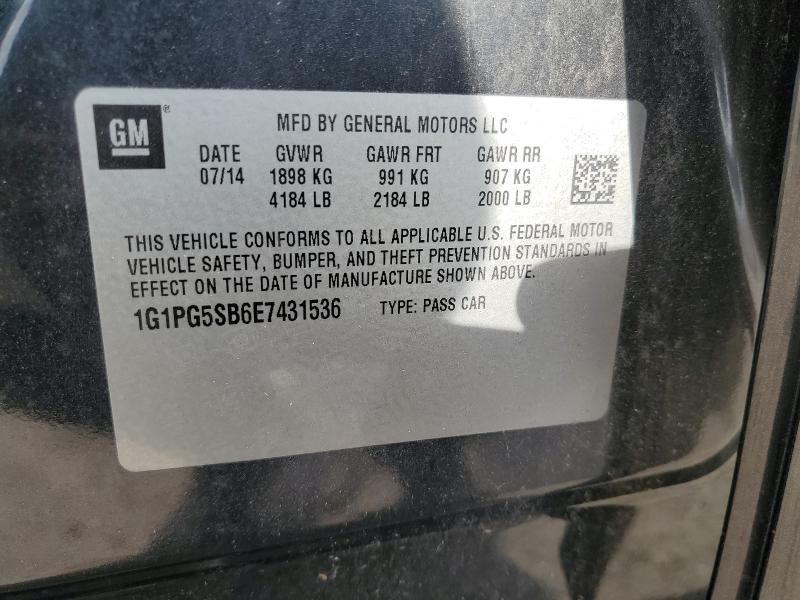 GM®
MFD BY GENERAL MOTORS LLC
DATE GVWR GAWR FRT GAWR RR
07/14 1898 KG 991 KG 907 KG
4184 LB 2184 LB 2000 LB
THIS VEHICLE CONFORMS TO ALL APPLICABLE U.S. FEDERAL MOTOR
VEHICLE SAFETY, BUMPER, AND THEFT PREVENTION STANDARDS IN
EFFECT ON THE DATE OF MANUFACTURE SHOWN ABOVE.
1G1PG5SB6E7431536 TYPE: PASS CAR